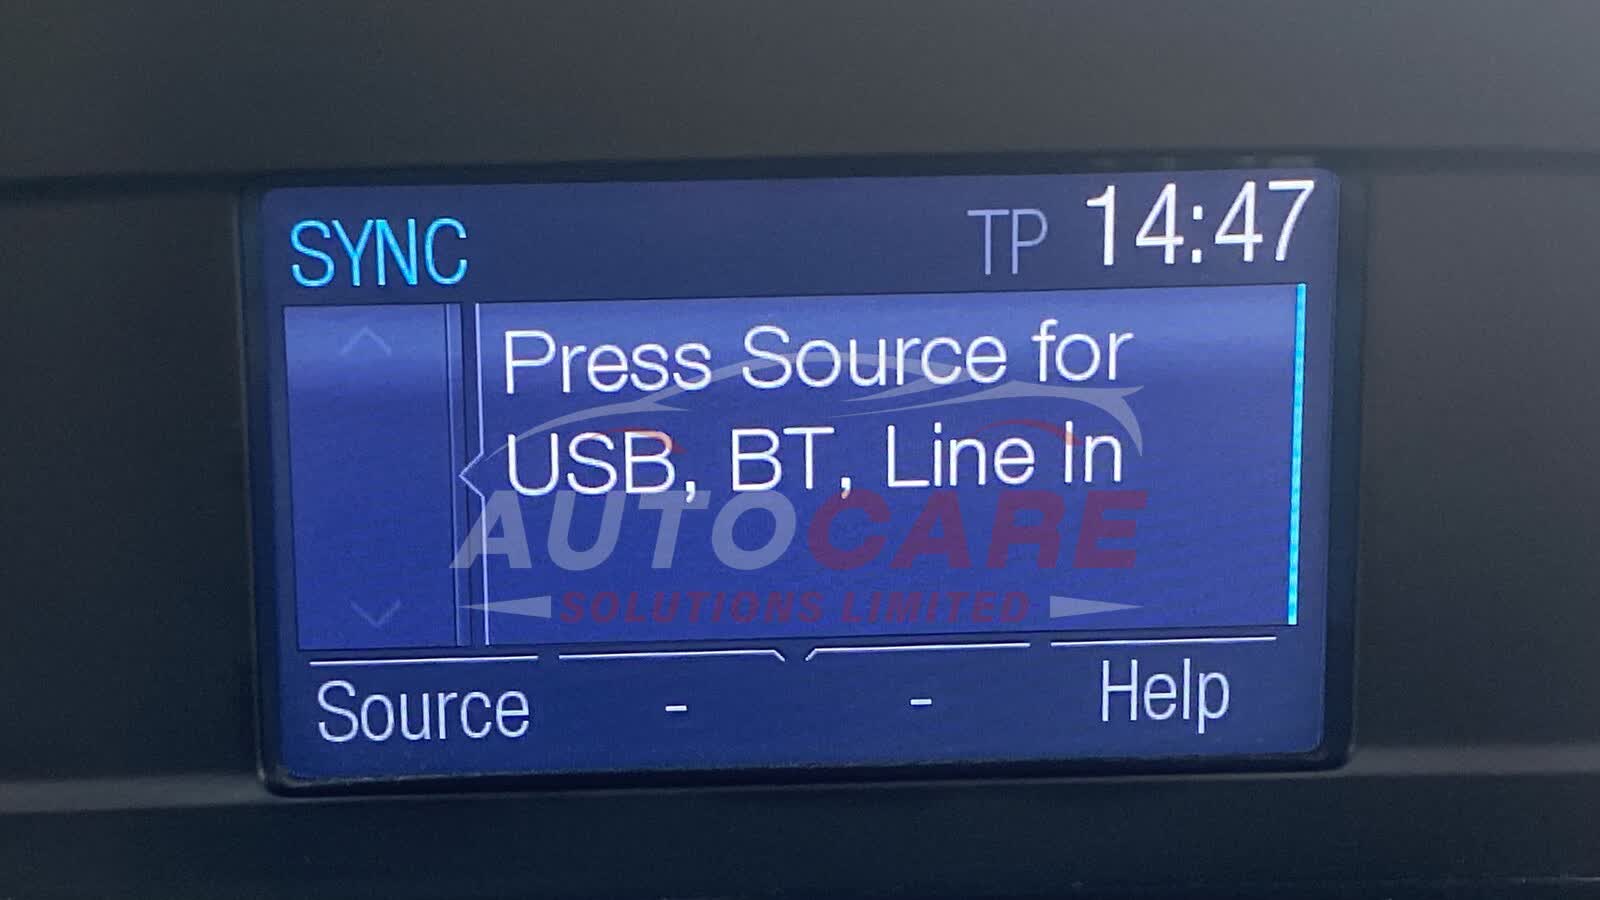 SYNC TP 14:47
Press Source for
USB, BT, Line In
AUTOCARE
SOLUTIONS LIMITED
Source - - Help